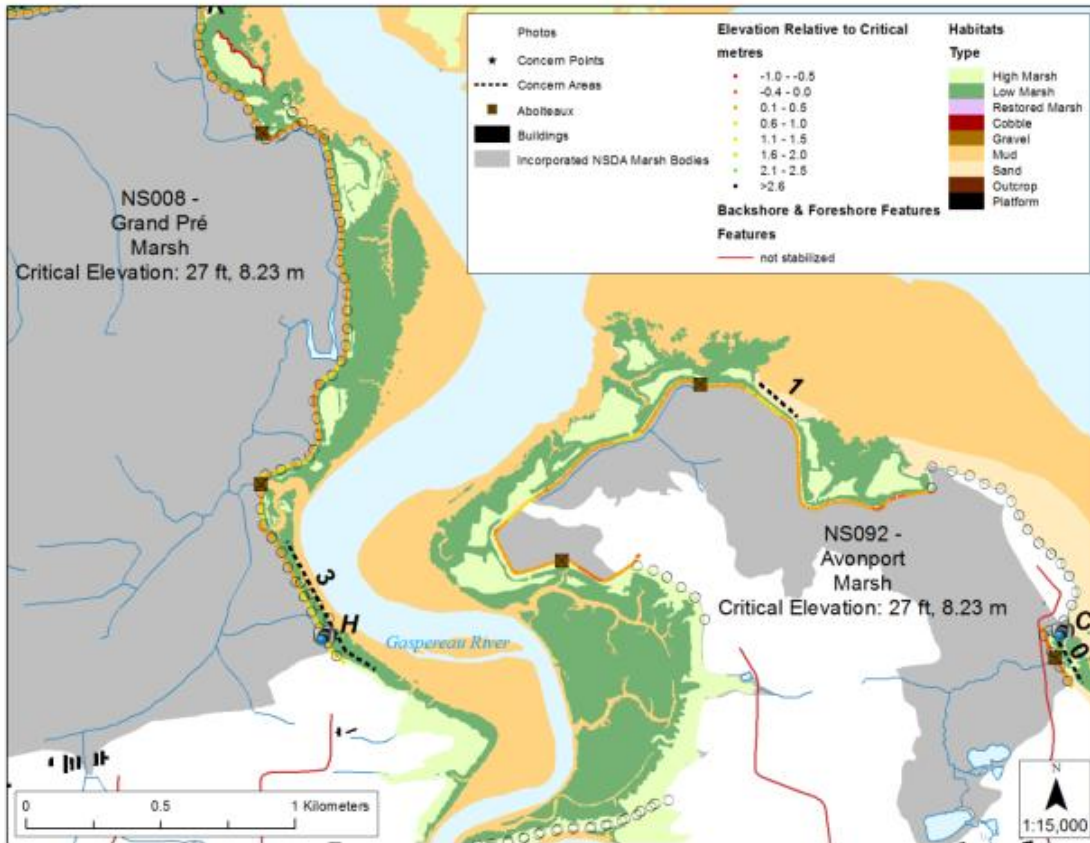 K
Photos
Concern Points
Concern Areas
Aboiteaux
Buildings
Incorporated NSDA Marsh Bodies
Elevation Relative to Critical
metres
-1.0 - -0.5
-0.4 - 0.0
0.1 - 0.5
0.6 - 1.0
1.1 - 1.5
1.6 - 2.0
2.1 - 2.5
>2.6
Backshore & Foreshore Features
Features
not stabilized
Habitats
Type
High Marsh
Low Marsh
Restored Marsh
Cobble
Gravel
Mud
Sand
Outcrop
Platform
NS008 -
Grand Pré
Marsh
Critical Elevation: 27 ft, 8.23 m
1
NS092 -
Avonport
Marsh
Critical Elevation: 27 ft, 8.23 m
3
H
Gaspereau River
C
0
0 0.5 1 Kilometers
N
1:15,000